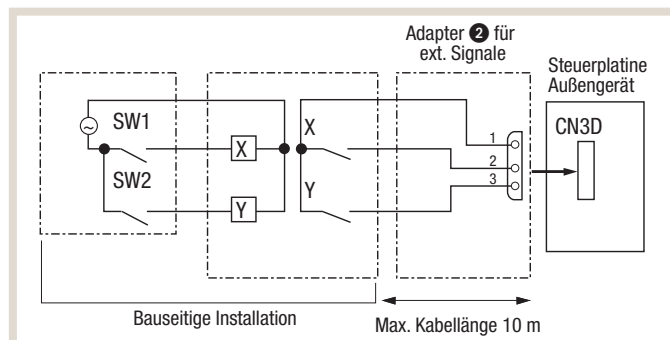 Adapter ❷ für
ext. Signale
Steuerplatine
Außengerät
CN3D
SW1
SW2
X
Y
X
Y
1
2
3
Bauseitige Installation
Max. Kabellänge 10 m